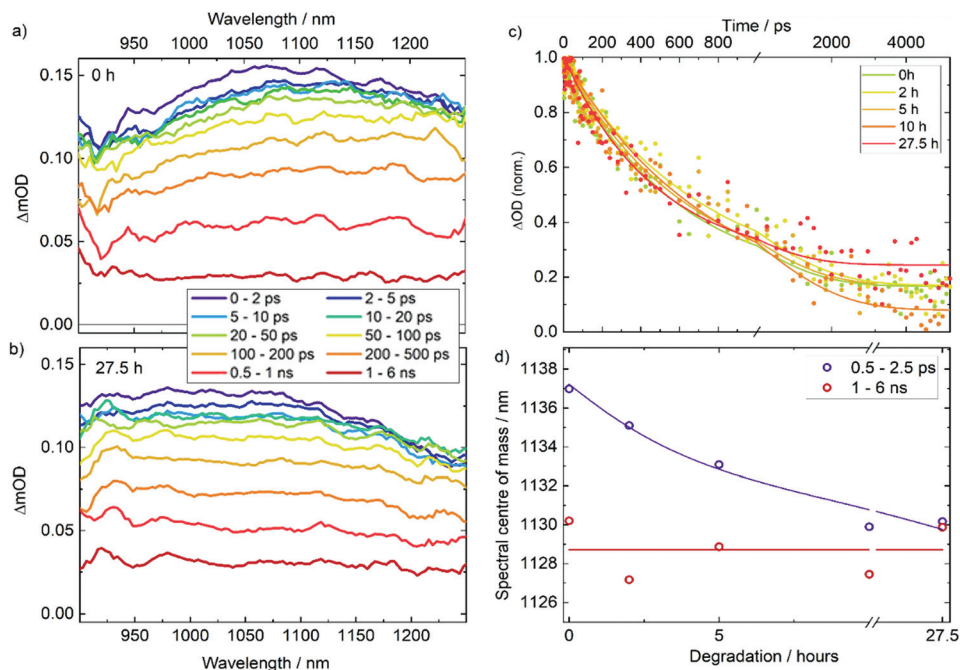 a)
Wavelength / nm
950 1000 1050 1100 1150 1200
0 h
0.15
0.10
0.05
0.00
ΔmOD
0 - 2 ps 2 - 5 ps
5 - 10 ps 10 - 20 ps
20 - 50 ps 50 - 100 ps
100 - 200 ps 200 - 500 ps
0.5 - 1 ns 1 - 6 ns
b)
27.5 h
0.15
0.10
0.05
0.00
ΔmOD
950 1000 1050 1100 1150 1200
Wavelength / nm
c)
Time / ps
0 200 400 600 800 2000 4000
1.0
0.8
0.6
0.4
0.2
0.0
ΔOD (norm.)
0h
2 h
5 h
10 h
27.5 h
d)
0.5 - 2.5 ps
1 - 6 ns
1138
1136
1134
1132
1130
1128
1126
Spectral centre of mass / nm
0 5 27.5
Degradation / hours